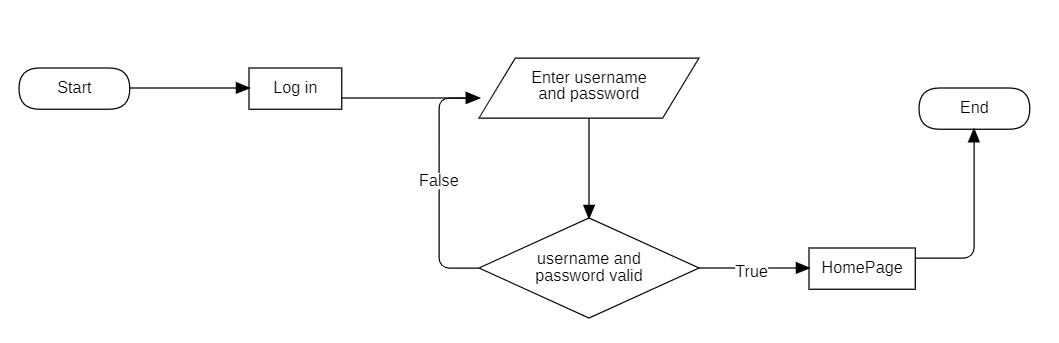 Start
Log in
Enter username
and password
End
False
username and
password valid
True
HomePage